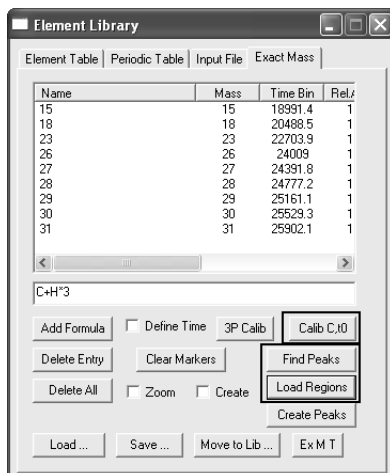 Element Library
Element Table Periodic Table Input File Exact Mass
Name Mass Time Bin Rel.A
15 15 18991.4 1
18 18 20488.5 1
23 23 22703.9 1
26 26 24009 1
27 27 24391.8 1
28 28 24777.2 1
29 29 25161.1 1
30 30 25529.3 1
31 31 25902.1 1
C+H*3
Add Formula Define Time 3P Calib Calib C,t0
Delete Entry Clear Markers Find Peaks
Delete All Zoom Create Load Regions
Create Peaks
Load ... Save ... Move to Lib ... Ex M T